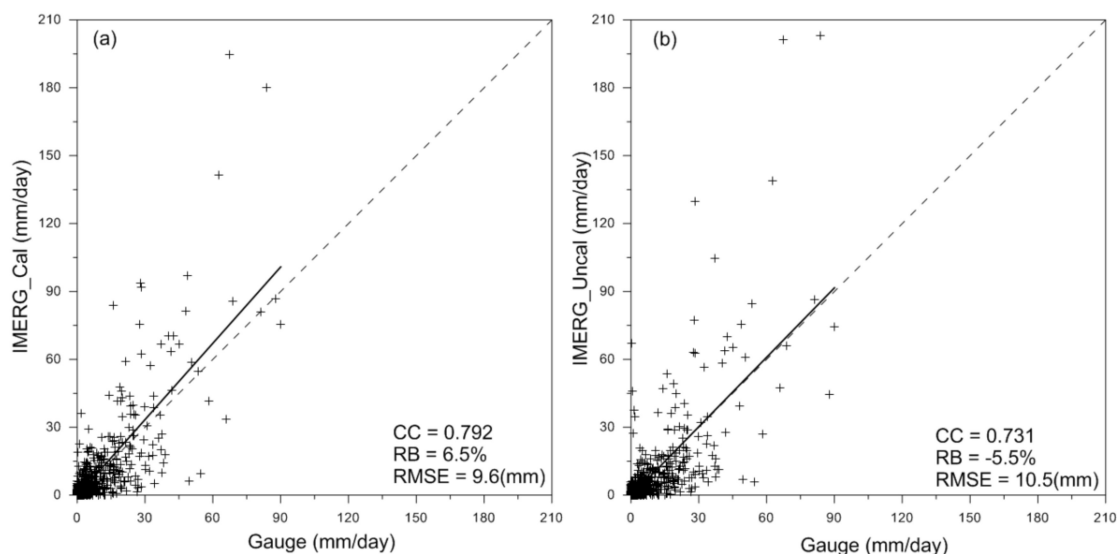 (a)
210
180
150
120
90
60
30
0
IMERG_Cal (mm/day)
CC = 0.792
RB = 6.5%
RMSE = 9.6(mm)
0 30 60 90 120 150 180 210
Gauge (mm/day)
(b)
210
180
150
120
90
60
30
0
IMERG_Uncal (mm/day)
CC = 0.731
RB = -5.5%
RMSE = 10.5(mm)
0 30 60 90 120 150 180 210
Gauge (mm/day)